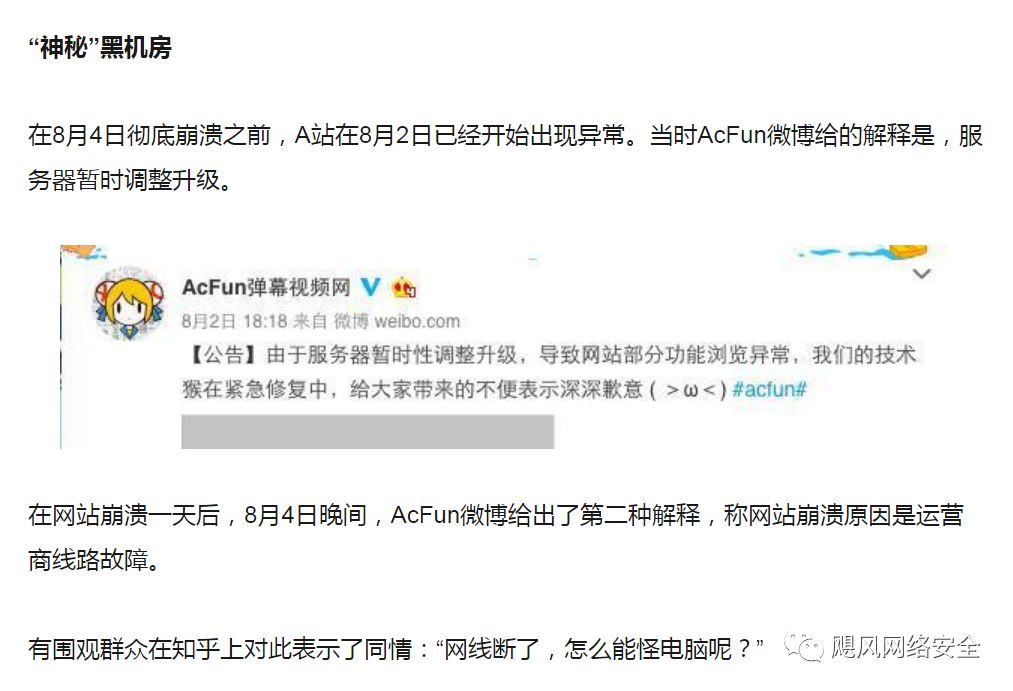 “神秘”黑机房
在8月4日彻底崩溃之前，A站在8月2日已经开始出现异常。当时AcFun微博给的解释是，服
务器暂时调整升级。
AcFun弹幕视频网
8月2日 18:18 来自 微博 weibo.com
【公告】由于服务器暂时性调整升级，导致网站部分功能浏览异常，我们的技术
猴在紧急修复中，给大家带来的不便表示深深歉意 ( >ω<) #acfun#
在网站崩溃一天后，8月4日晚间，AcFun微博给出了第二种解释，称网站崩溃原因是运营
商线路故障。
有围观群众在知乎上对此表示了同情：“网线断了，怎么能怪电脑呢？”
飓风网络安全